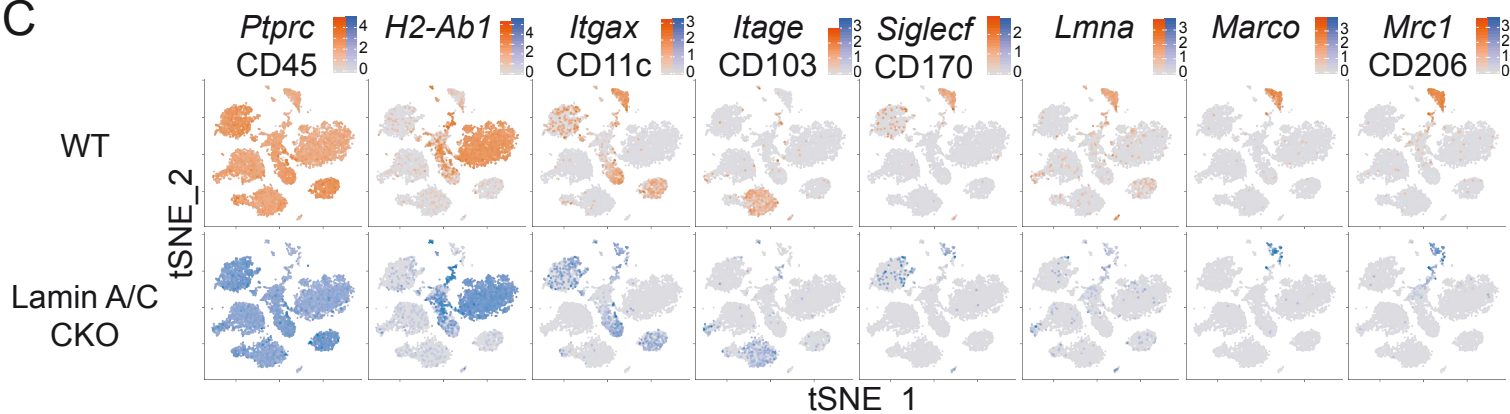 C
Ptprc
CD45
4
2
0
H2-Ab1
4
2
0
Itgax
CD11c
3
2
1
0
Itage
CD103
3
2
1
0
Siglecf
CD170
2
1
0
Lmna
3
2
1
0
Marco
3
2
1
0
Mrc1
CD206
3
2
1
0
WT
Lamin A/C
CKO
tSNE_2
tSNE_1